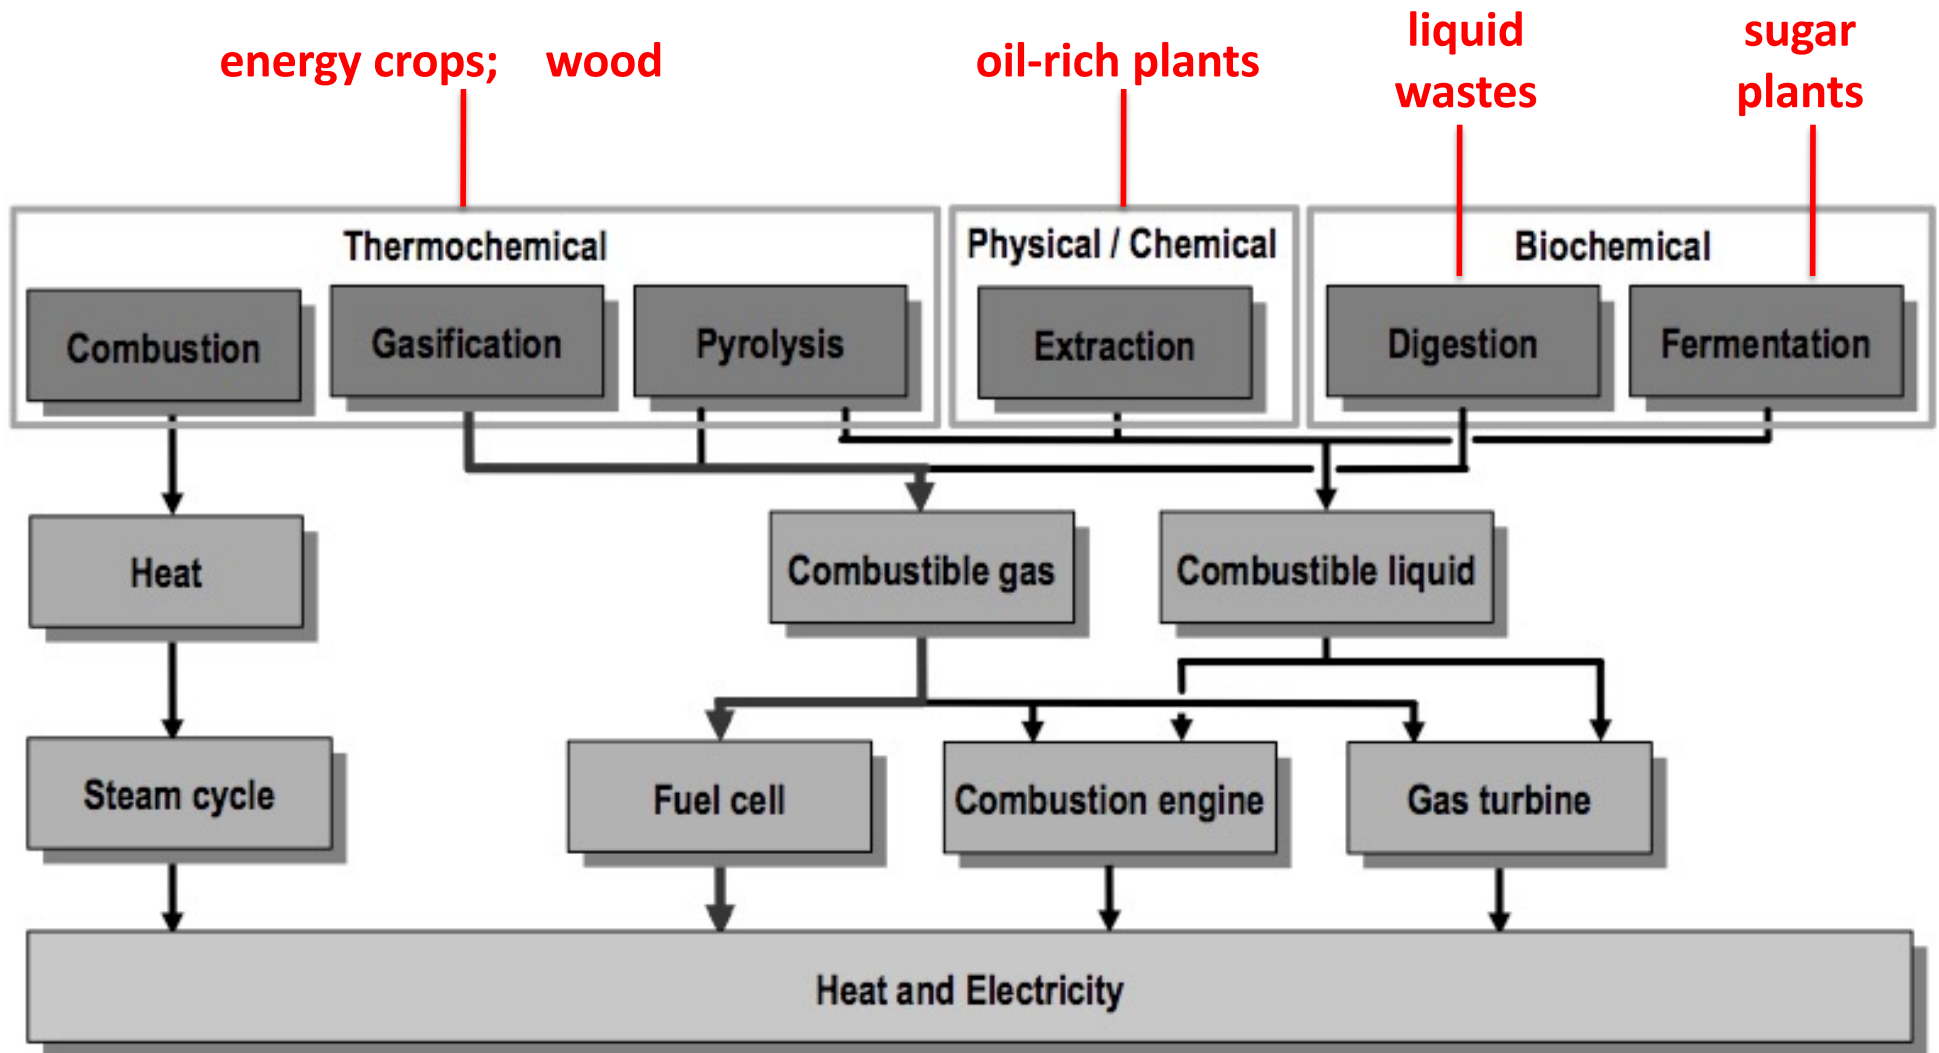 energy crops; wood
oil-rich plants
liquid
wastes
sugar
plants
Thermochemical
Physical / Chemical
Biochemical
Combustion
Gasification
Pyrolysis
Extraction
Digestion
Fermentation
Heat
Combustible gas
Combustible liquid
Steam cycle
Fuel cell
Combustion engine
Gas turbine
Heat and Electricity